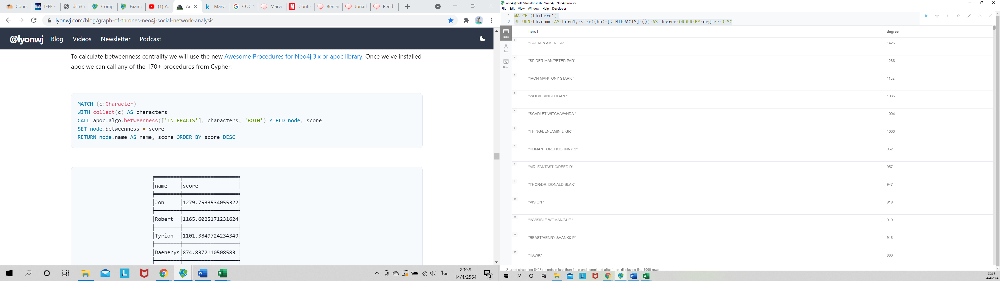 Course
IEEE -
ds535
Comp
Examp
(1) Yo
Ar
Marve
COC
Marve
Conte
Benjar
Jonath
Reed
lyonwj.com/blog/graph-of-thrones-neo4j-social-network-analysis
@lyonwj Blog Videos Newsletter Podcast
To calculate betweenness centrality we will use the new Awesome Procedures for Neo4j 3.x or apoc library. Once we've installed
apoc we can call any of the 170+ procedures from Cypher:
MATCH (c:Character)
WITH collect(c) AS characters
CALL apoc.algo.betweenness(['INTERACTS'], characters, 'BOTH') YIELD node, score
SET node.betweenness = score
RETURN node.name AS name, score ORDER BY score DESC
name score
Jon 1279.7533534055322
Robert 1165.6025171231624
Tyrion 1101.3849724234349
Daenerys 874.8372110508583
ไทย
20:39
14/4/2564
3
neo4j@bolt://localhost:7687/neo4j - Neo4j Browser
File Edit View Window Help Developer
1 MATCH (hh:hero1)
2 RETURN hh.name AS hero1, size((hh)-[:INTERACTS]-()) AS degree ORDER BY degree DESC
Table
Text
Code
hero1 degree
1 "CAPTAIN AMERICA" 1426
2 "SPIDER-MAN/PETER PAR" 1286
3 "IRON MAN/TONY STARK " 1132
4 "WOLVERINE/LOGAN " 1036
5 "SCARLET WITCH/WANDA " 1004
6 "THING/BENJAMIN J. GR" 1003
7 "HUMAN TORCH/JOHNNY S" 962
8 "MR. FANTASTIC/REED R" 957
9 "THOR/DR. DONALD BLAK" 947
10 "VISION " 919
11 "INVISIBLE WOMAN/SUE " 919
12 "BEAST/HENRY &HANK& P" 918
13 "HAWK" 880
Started streaming 6426 records in less than 1 ms and completed after 1 ms, displaying first 1000 rows.
20:39
14/4/2564